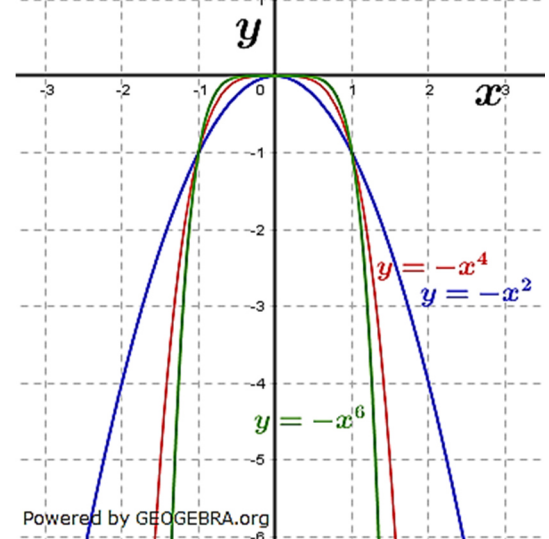 y
-3 -2 -1 0 1 2 x 3
-1
-2
y = −x⁴
y = −x²
-3
-4
y = −x⁶
-5
Powered by GEOGEBRA.org
-6